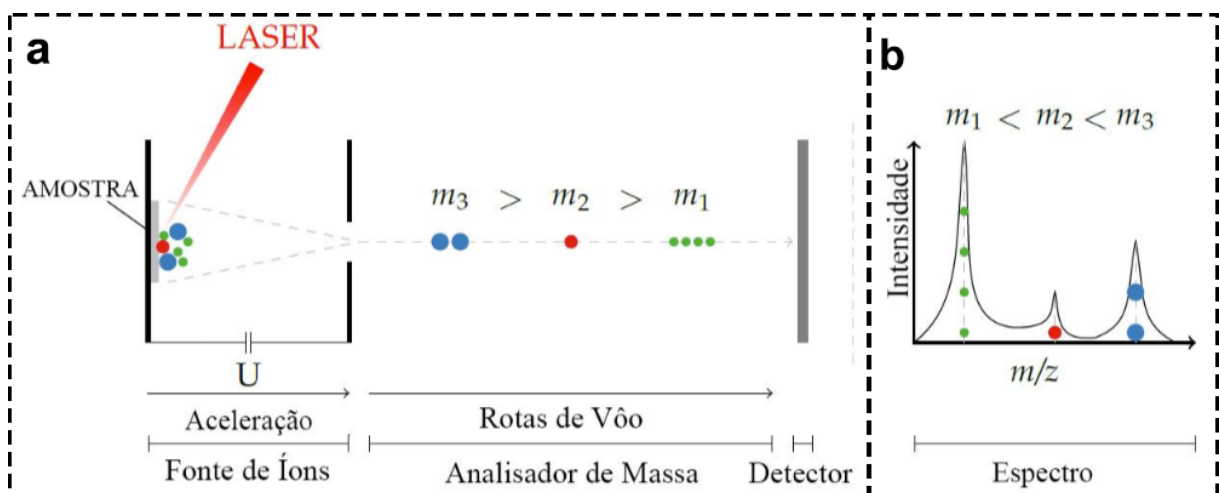 a
LASER
AMOSTRA
m₃ > m₂ > m₁
U
Aceleração
Rotas de Vôo
Fonte de Íons
Analisador de Massa
Detector
b
m₁ < m₂ < m₃
Intensidade
m/z
Espectro